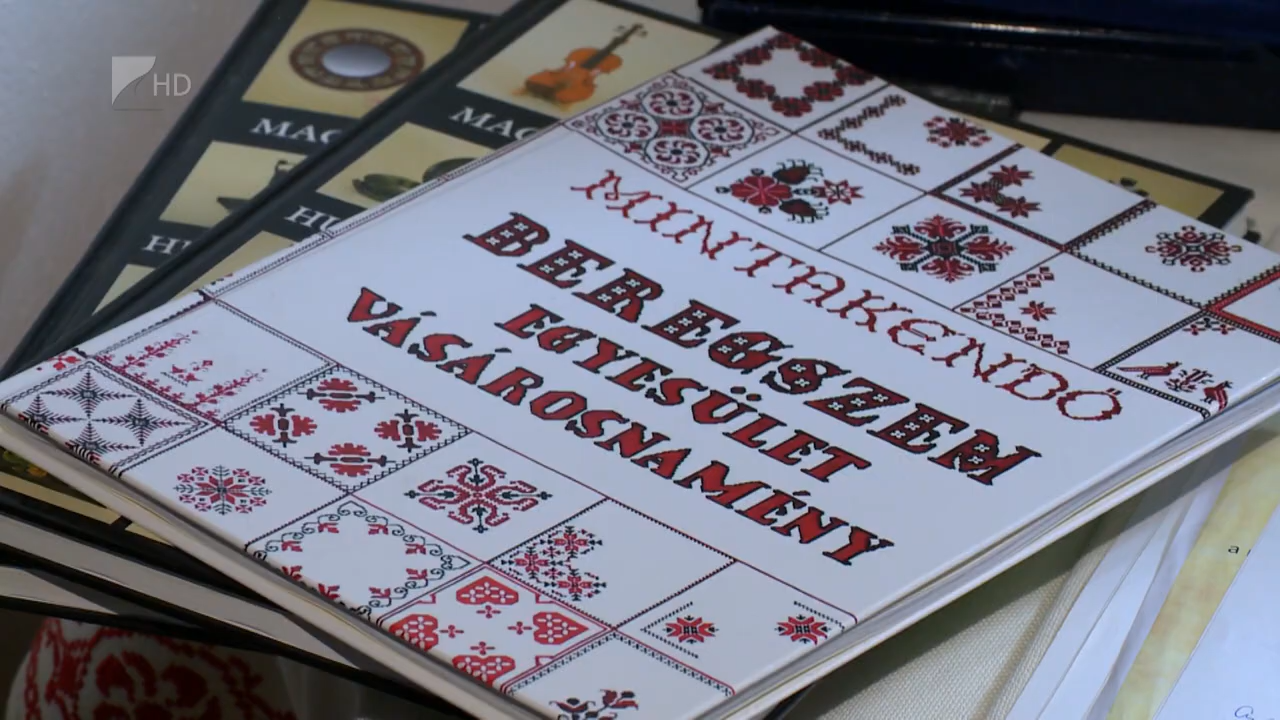 HD
MINTAKENDŐ
BEREGSZEM
EGYESÜLET
VÁSÁROSNAMÉNY